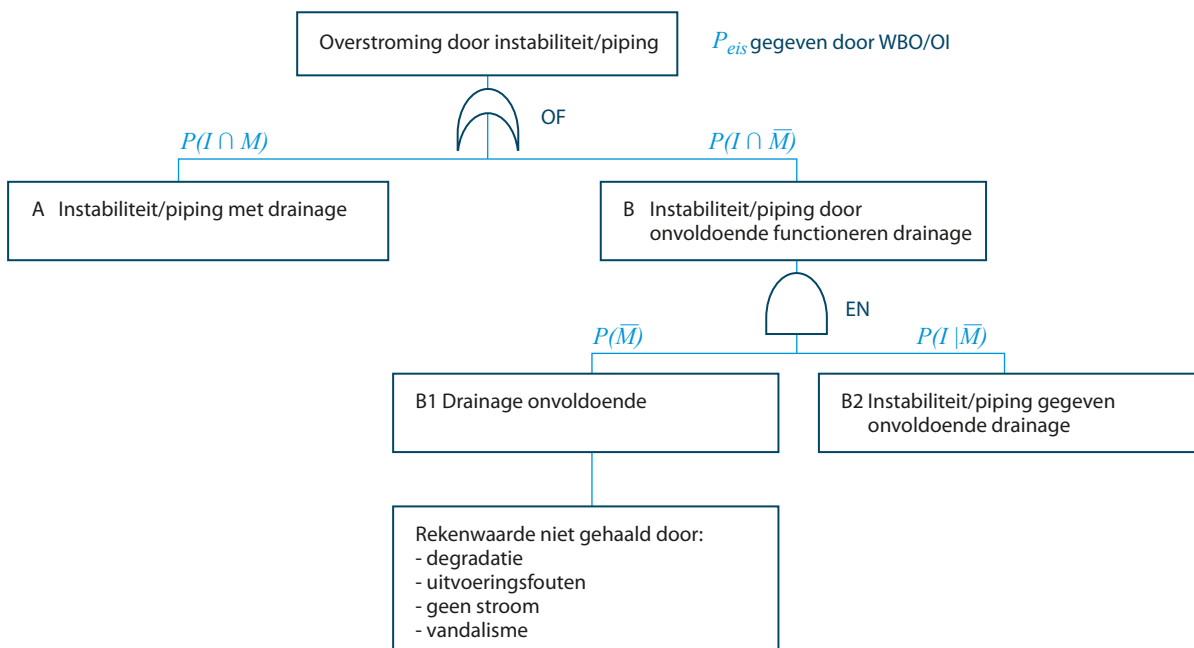 Overstroming door instabiliteit/piping
P_eis gegeven door WBO/OI
OF
P(I ∩ M)
P(I ∩ M̅)
A Instabiliteit/piping met drainage
B Instabiliteit/piping door
onvoldoende functioneren drainage
EN
P(M̅)
P(I | M̅)
B1 Drainage onvoldoende
B2 Instabiliteit/piping gegeven
onvoldoende drainage
Rekenwaarde niet gehaald door:
- degradatie
- uitvoeringsfouten
- geen stroom
- vandalisme